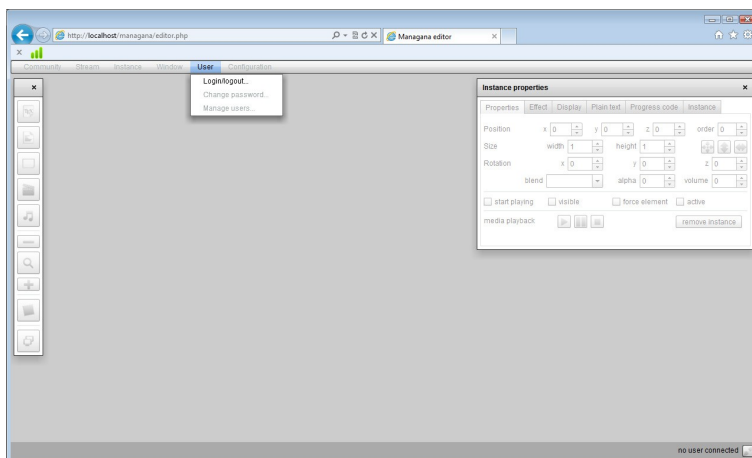 http://localhost/managana/editor.php
Managana editor
Community Stream Instance Window User Configuration
Login/logout...
Change password...
Manage users...
Instance properties
Properties Effect Display Plain text Progress code Instance
Position x 0 y 0 z 0 order 0
Size width 1 height 1
Rotation x 0 y 0 z 0
blend alpha 0 volume 0
start playing visible force element active
media playback remove instance
no user connected